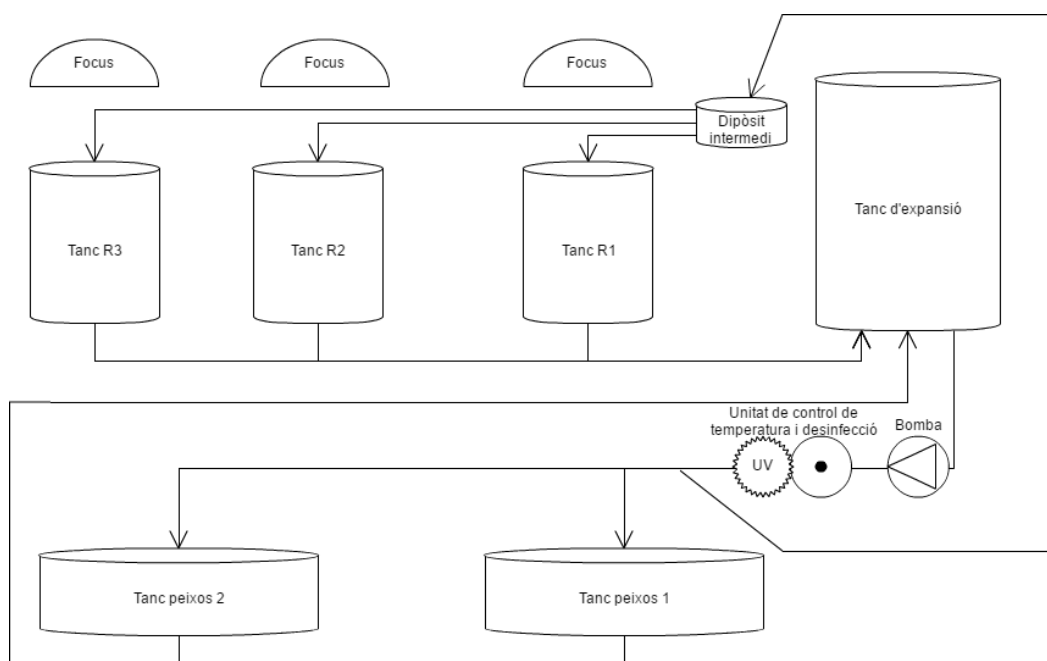 Focus
Focus
Focus
Dipòsit
intermedi
Tanc d'expansió
Tanc R3
Tanc R2
Tanc R1
Unitat de control de
temperatura i desinfecció
Bomba
UV
Tanc peixos 2
Tanc peixos 1